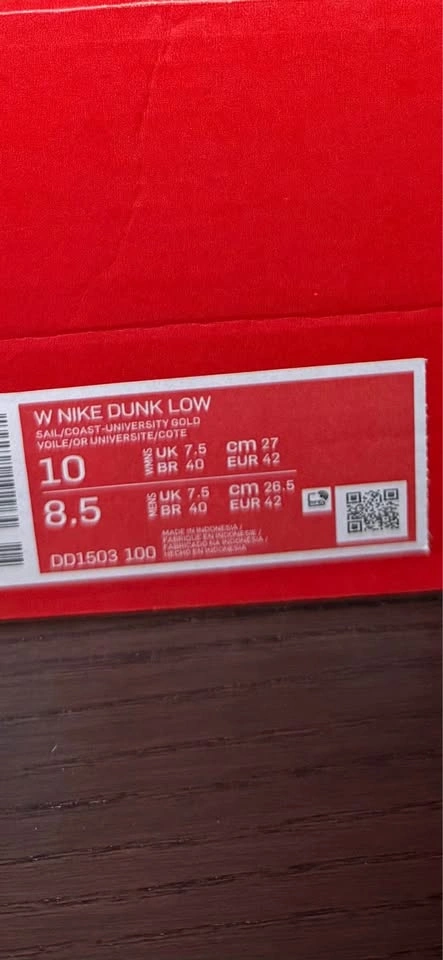 W NIKE DUNK LOW
SAIL/COAST-UNIVERSITY GOLD
VOILE/OR UNIVERSITE/COTE
10 WMNS UK 7.5 cm 27
BR 40 EUR 42
8.5 MENS UK 7.5 cm 26.5
BR 40 EUR 42
DD1503 100
MADE IN INDONESIA /
FABRIQUE EN INDONESIE /
FABRICADO NA INDONESIA /
HECHO EN INDONESIA